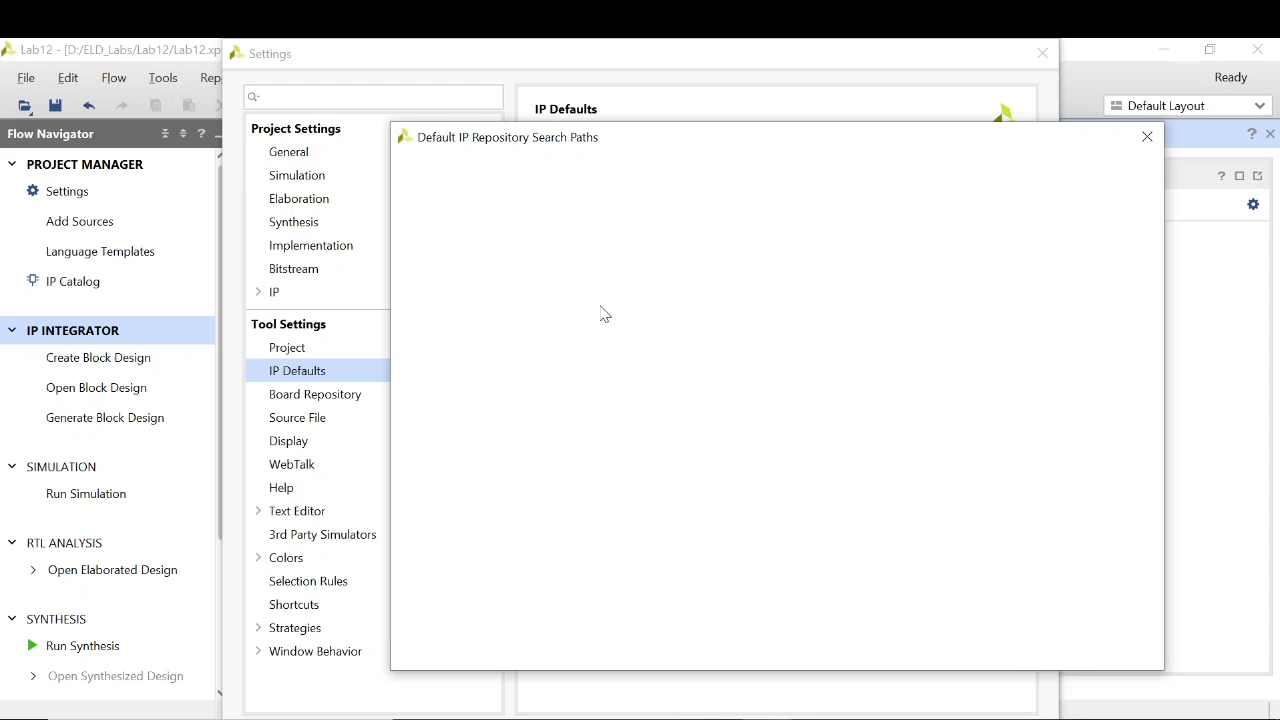 Lab12 - [D:/ELD_Labs/Lab12/Lab12.xp
Settings
File Edit Flow Tools Rep
Ready
Default Layout
IP Defaults
Flow Navigator
Default IP Repository Search Paths
Project Settings
General
Simulation
Elaboration
Synthesis
Implementation
Bitstream
IP
Tool Settings
Project
IP Defaults
Board Repository
Source File
Display
WebTalk
Help
Text Editor
3rd Party Simulators
Colors
Selection Rules
Shortcuts
Strategies
Window Behavior
PROJECT MANAGER
Settings
Add Sources
Language Templates
IP Catalog
IP INTEGRATOR
Create Block Design
Open Block Design
Generate Block Design
SIMULATION
Run Simulation
RTL ANALYSIS
Open Elaborated Design
SYNTHESIS
Run Synthesis
Open Synthesized Design